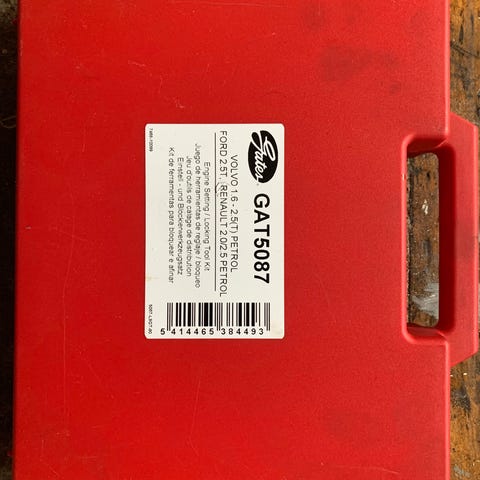 Gates
GAT5087
VOLVO 1.6 - 2.5(T) PETROL
FORD 2.5T, (RENAULT 2.0/2.5 PETROL
Engine Setting / Locking Tool Kit
Juego de herramientas de reglaje / bloqueo
Jeu d'outils de calage de distribution
Einstell - und Blockierwerkzeugsatz
Kit de ferramentas para bloquear e afinar
7468-10099
5 414465 384493